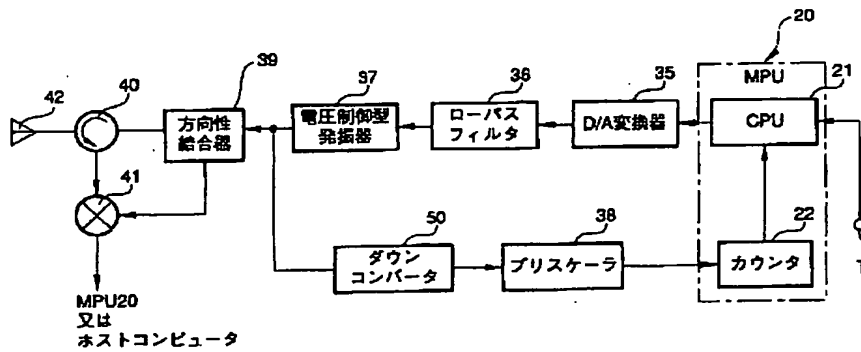 20
39
37
36
35
MPU
21
42
40
方向性
結合器
電圧制御型
発振器
ローパス
フィルタ
D/A変換器
CPU
41
50
38
22
ダウン
コンバータ
プリスケーラ
カウンタ
MPU20
又は
ホストコンピュータ